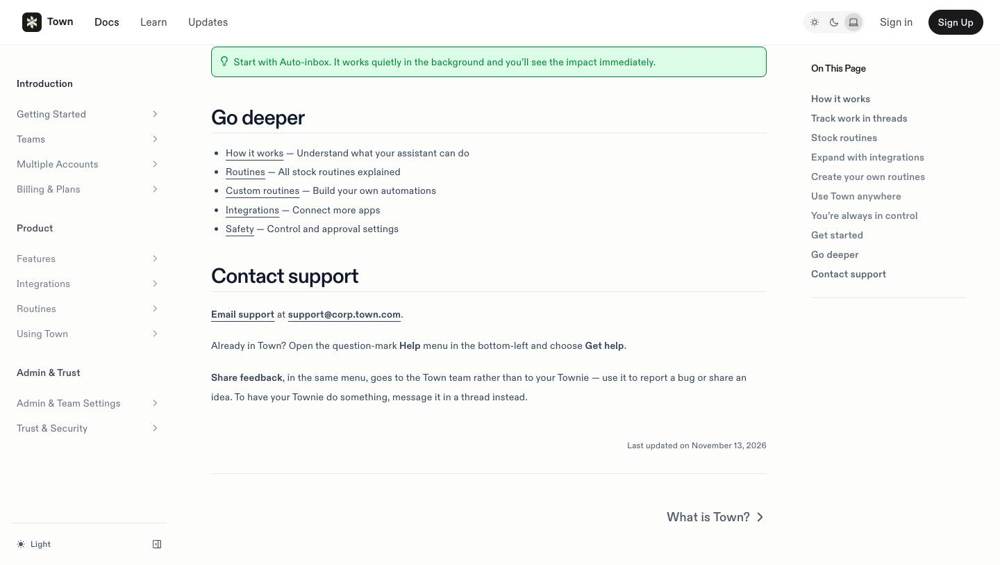 Town
Docs
Learn
Updates
Sign in
Sign Up
Introduction
Getting Started
Teams
Multiple Accounts
Billing & Plans
Product
Features
Integrations
Routines
Using Town
Admin & Trust
Admin & Team Settings
Trust & Security
Light
Start with Auto-inbox. It works quietly in the background and you'll see the impact immediately.
Go deeper
How it works — Understand what your assistant can do
Routines — All stock routines explained
Custom routines — Build your own automations
Integrations — Connect more apps
Safety — Control and approval settings
Contact support
Email support at support@corp.town.com.
Already in Town? Open the question-mark Help menu in the bottom-left and choose Get help.
Share feedback, in the same menu, goes to the Town team rather than to your Townie — use it to report a bug or share an
idea. To have your Townie do something, message it in a thread instead.
Last updated on November 13, 2026
What is Town?
On This Page
How it works
Track work in threads
Stock routines
Expand with integrations
Create your own routines
Use Town anywhere
You're always in control
Get started
Go deeper
Contact support